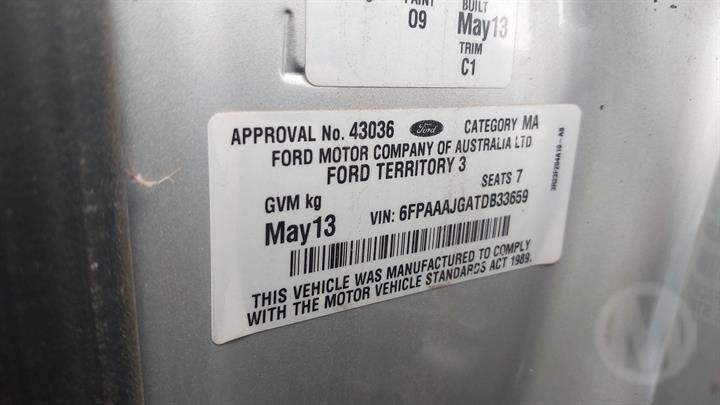 PAINT BUILT
09 May13
TRIM
C1
APPROVAL No. 43036 Ford CATEGORY MA
FORD MOTOR COMPANY OF AUSTRALIA LTD
FORD TERRITORY 3
GVM kg SEATS 7
May13 VIN: 6FPAAAJGATDB33659
THIS VEHICLE WAS MANUFACTURED TO COMPLY
WITH THE MOTOR VEHICLE STANDARDS ACT 1989.
M